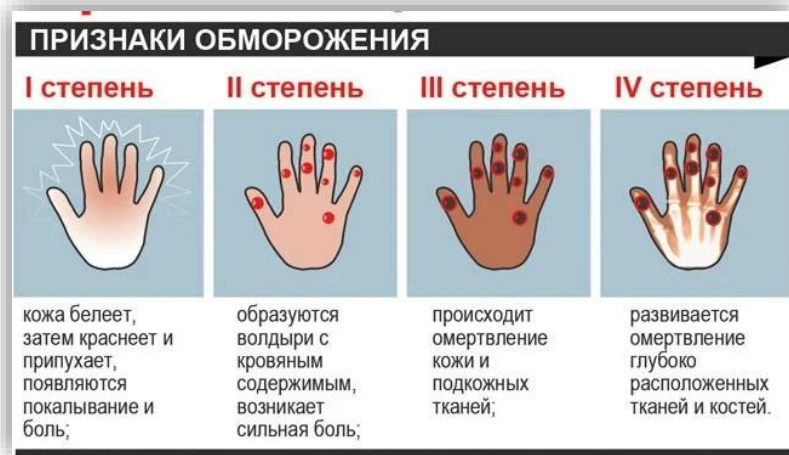 ПРИЗНАКИ ОБМОРОЖЕНИЯ
I степень
кожа белеет,
затем краснеет и
припухает,
появляются
покалывание и
боль;
II степень
образуются
волдыри с
кровяным
содержимым,
возникает
сильная боль;
III степень
происходит
омертвление
кожи и
подкожных
тканей;
IV степень
развивается
омертвление
глубоко
расположенных
тканей и костей.